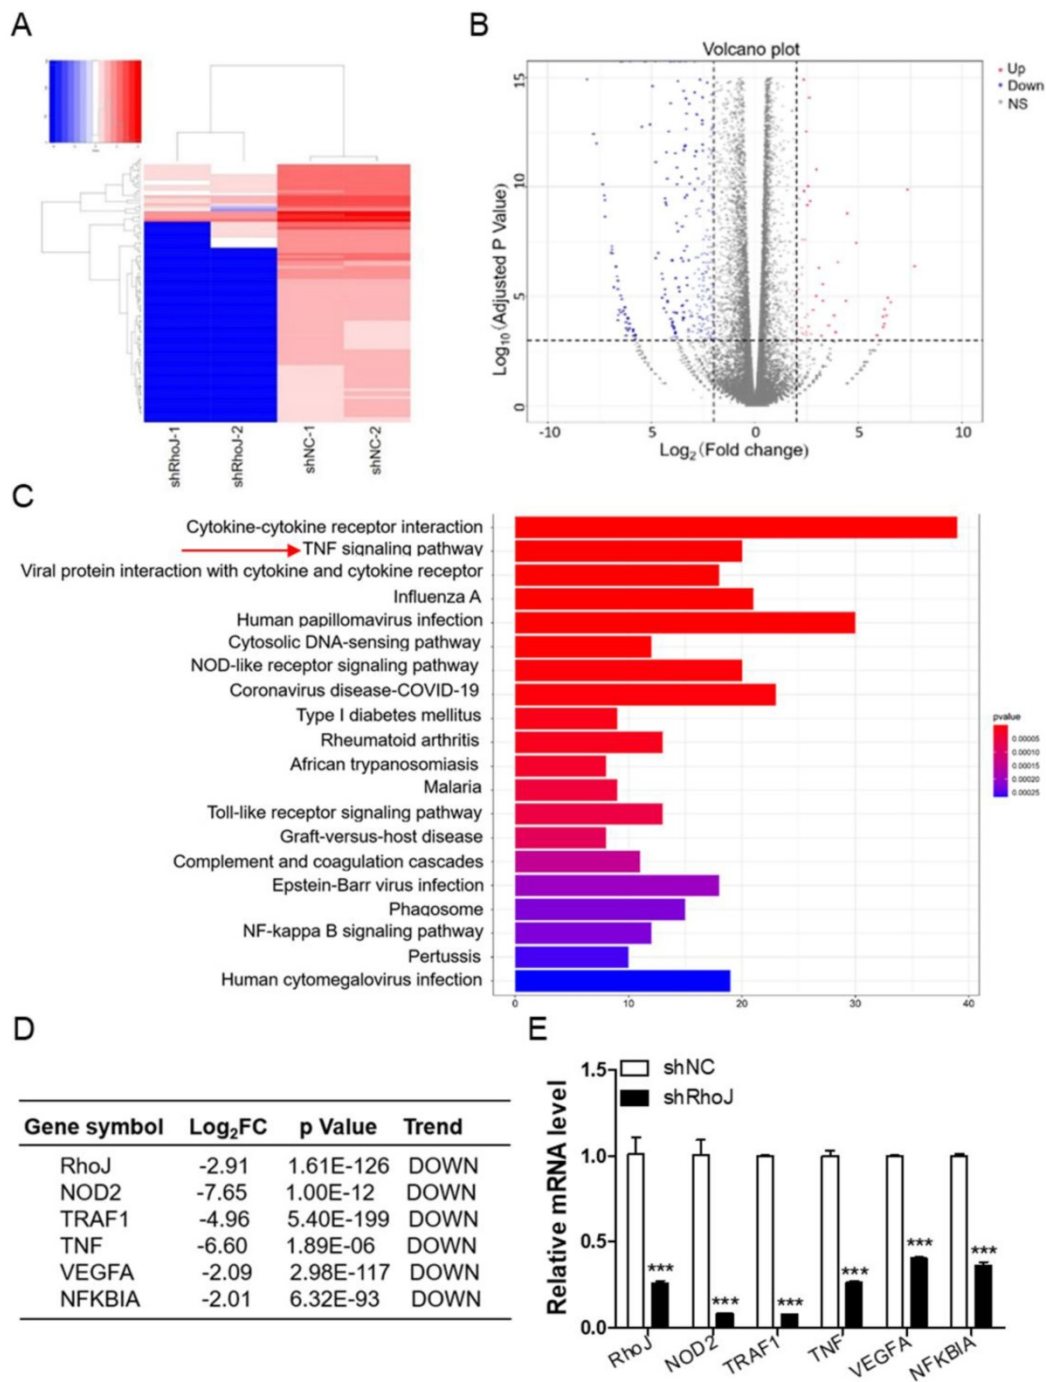 A
shRhoJ-1
shRhoJ-2
shNC-1
shNC-2
B
Volcano plot
Up
Down
NS
Log10(Adjusted P Value)
15
10
5
0
-10
5
0
5
10
Log2(Fold change)
C
Cytokine-cytokine receptor interaction
TNF signaling pathway
Viral protein interaction with cytokine and cytokine receptor
Influenza A
Human papillomavirus infection
Cytosolic DNA-sensing pathway
NOD-like receptor signaling pathway
Coronavirus disease-COVID-19
Type I diabetes mellitus
Rheumatoid arthritis
African trypanosomiasis
Malaria
Toll-like receptor signaling pathway
Graft-versus-host disease
Complement and coagulation cascades
Epstein-Barr virus infection
Phagosome
NF-kappa B signaling pathway
Pertussis
Human cytomegalovirus infection
0
10
20
30
40
pvalue
0.00005
0.00010
0.00015
0.00020
0.00025
D
Gene symbol Log2FC p Value Trend
RhoJ -2.91 1.61E-126 DOWN
NOD2 -7.65 1.00E-12 DOWN
TRAF1 -4.96 5.40E-199 DOWN
TNF -6.60 1.89E-06 DOWN
VEGFA -2.09 2.98E-117 DOWN
NFKBIA -2.01 6.32E-93 DOWN
E
shNC
shRhoJ
Relative mRNA level
1.5
1.0
0.5
0.0
***
***
***
***
***
***
RhoJ
NOD2
TRAF1
TNF
VEGFA
NFKBIA